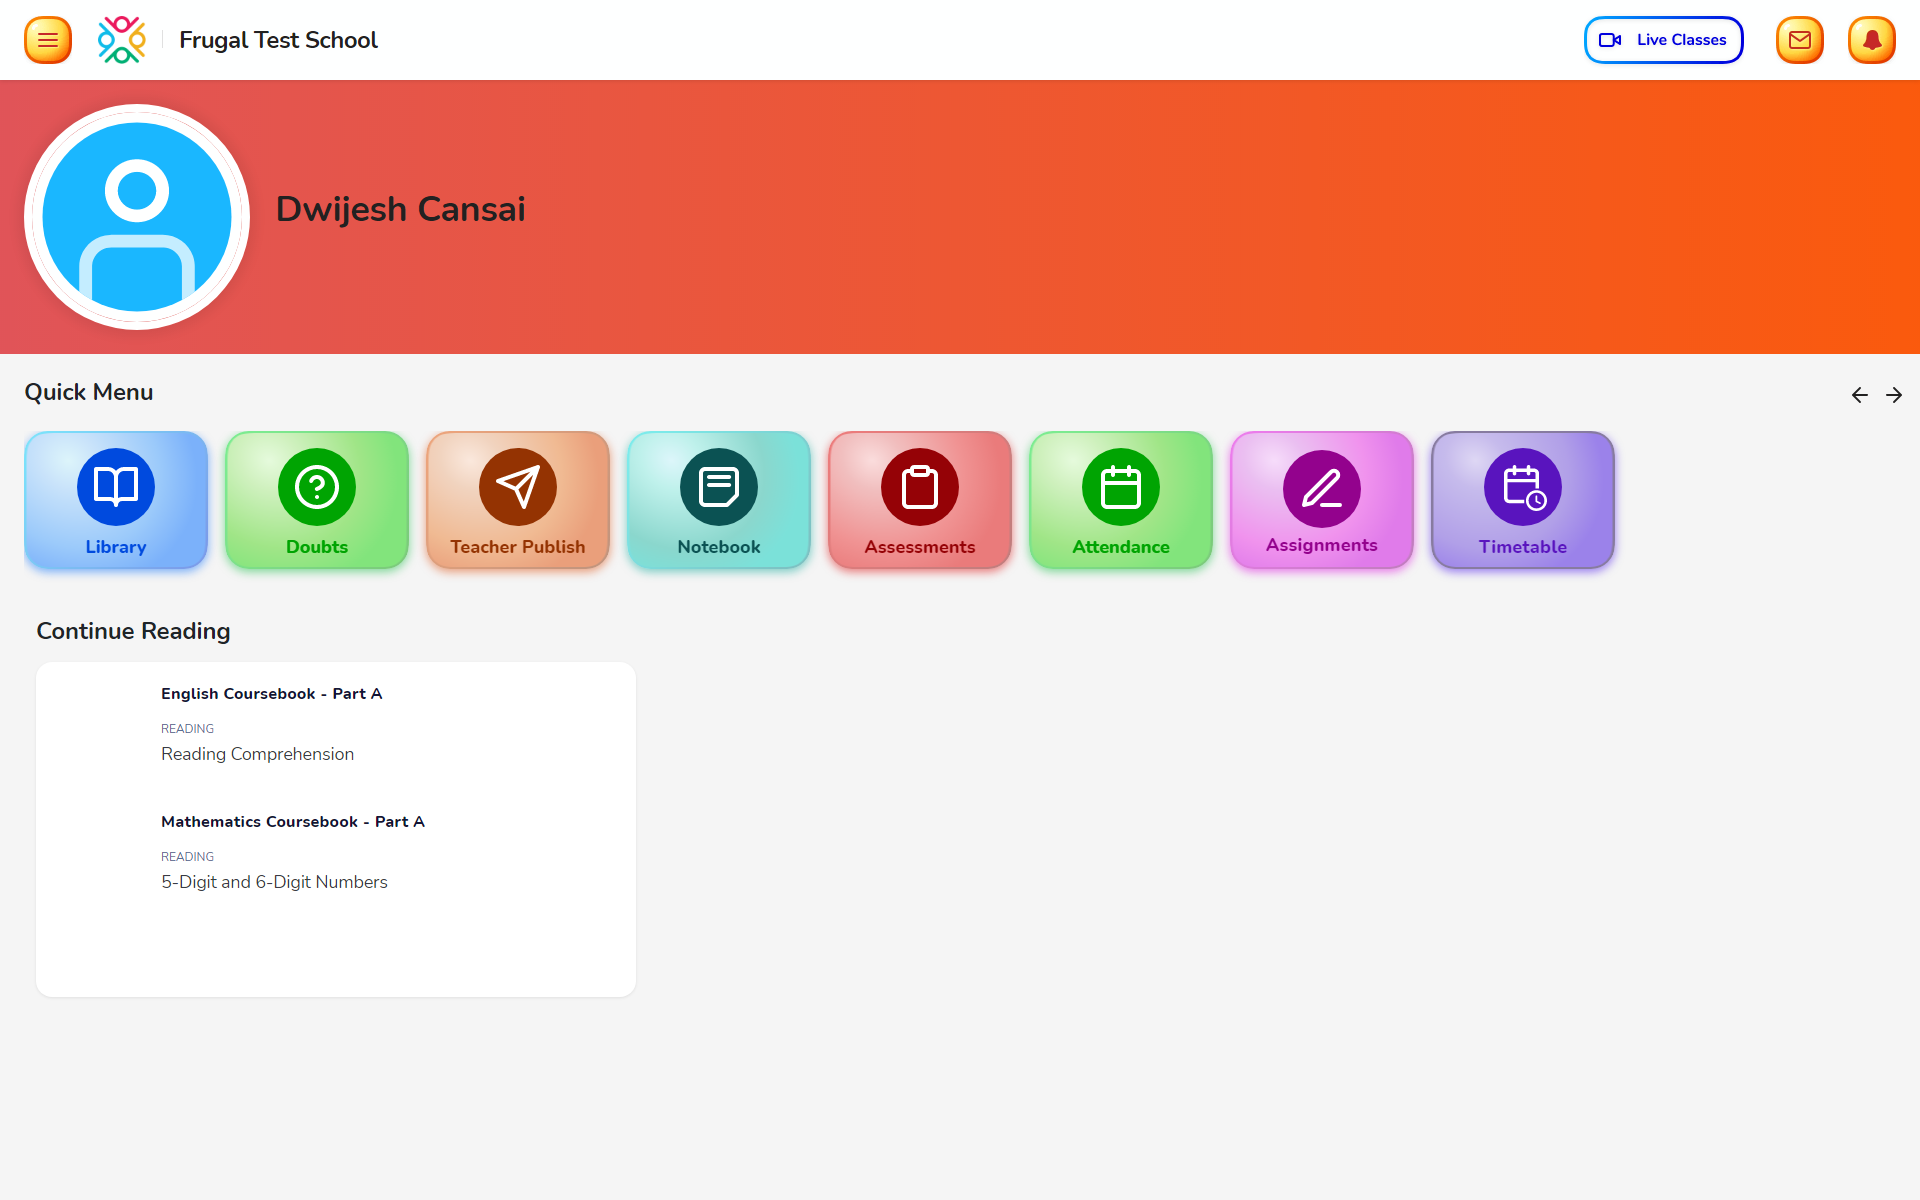 Frugal Test School
Live Classes
Dwijesh Cansai
Quick Menu
Library
Doubts
Teacher Publish
Notebook
Assessments
Attendance
Assignments
Timetable
Continue Reading
English Coursebook - Part A
READING
Reading Comprehension
Mathematics Coursebook - Part A
READING
5-Digit and 6-Digit Numbers